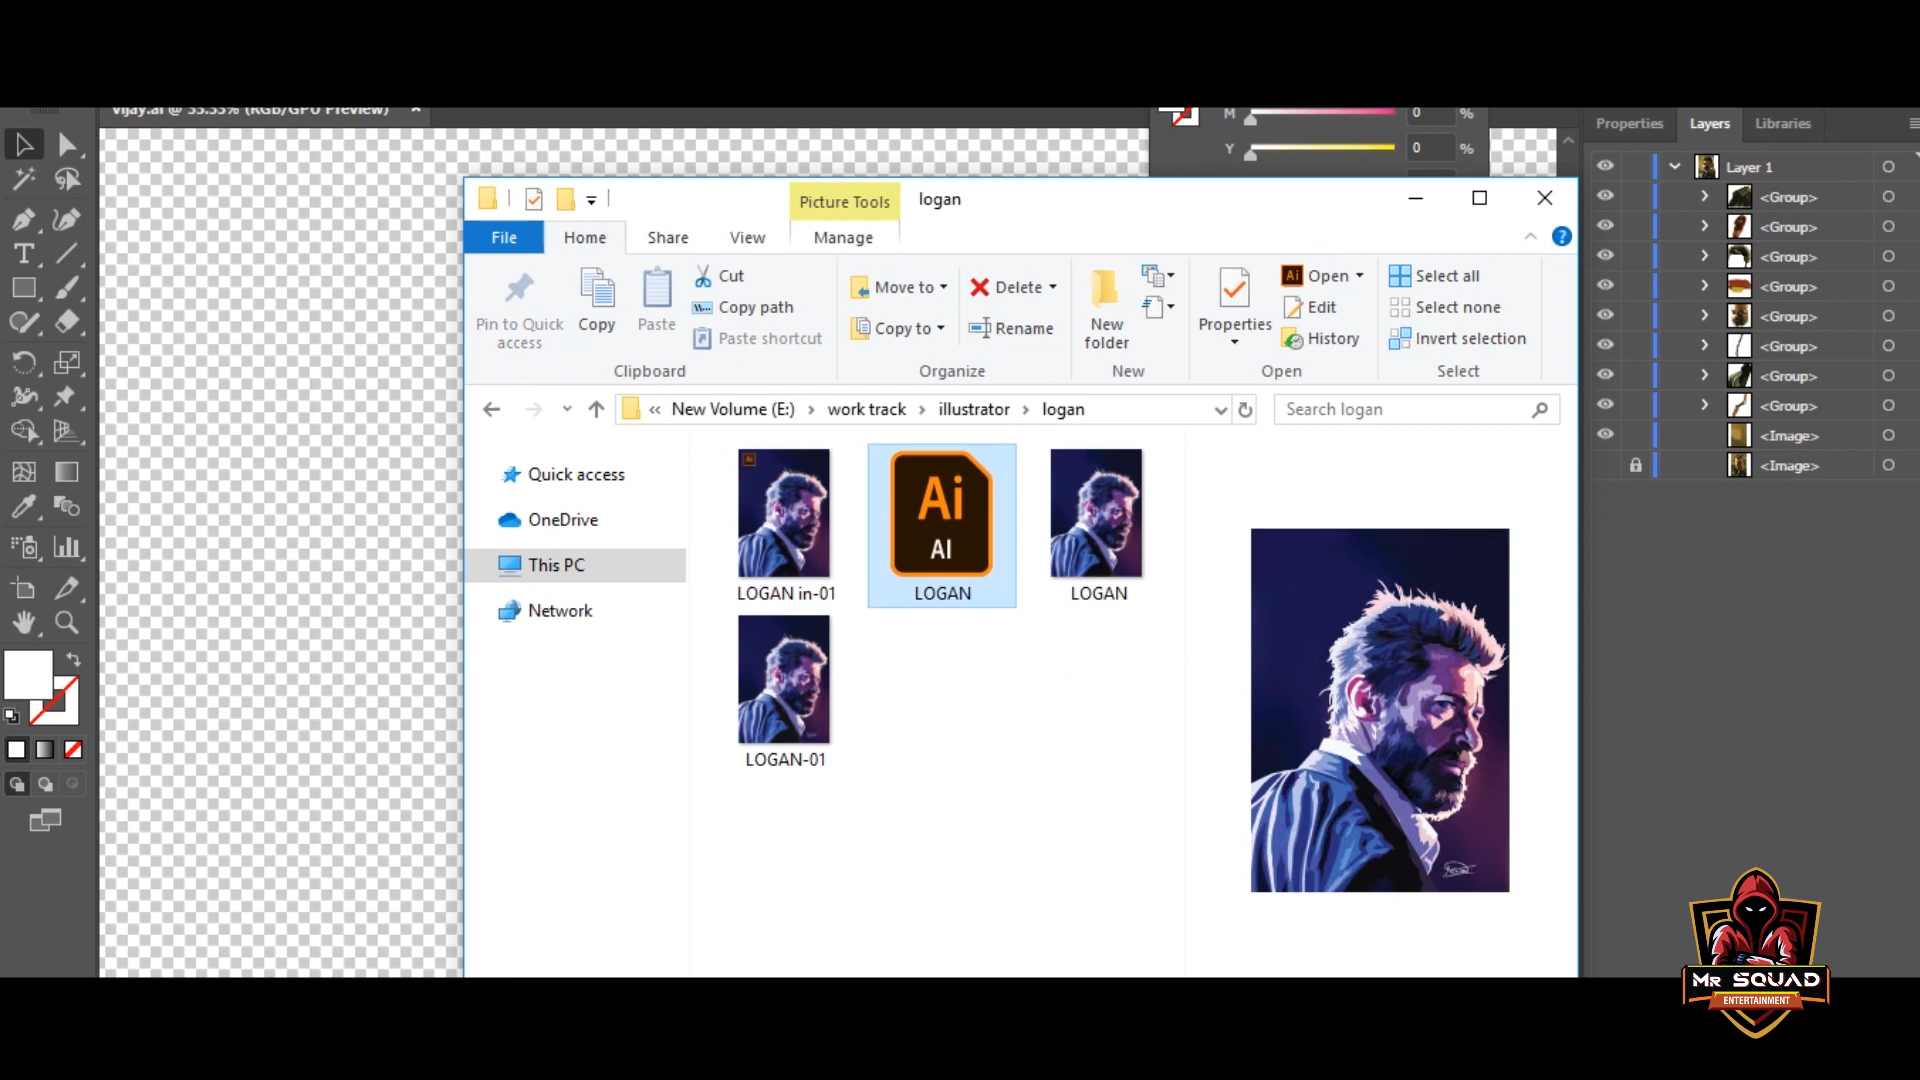 Vijay.ai @ 33.33% (RGB/GPU Preview) ×
M 0 %
Y 0 %
Properties Layers Libraries
Layer 1
<Group>
<Group>
<Group>
<Group>
<Group>
<Group>
<Group>
<Group>
<Image>
<Image>
Picture Tools logan
File Home Share View Manage
Pin to Quick access
Copy
Paste
Cut
Copy path
Paste shortcut
Clipboard
Move to
Copy to
Delete
Rename
Organize
New folder
New
Properties
Open
Edit
History
Open
Select all
Select none
Invert selection
Select
« New Volume (E:) › work track › illustrator › logan
Search logan
Quick access
OneDrive
This PC
Network
Ai
AI
LOGAN in-01
LOGAN
LOGAN
LOGAN-01
MR SQUAD
ENTERTAINMENT